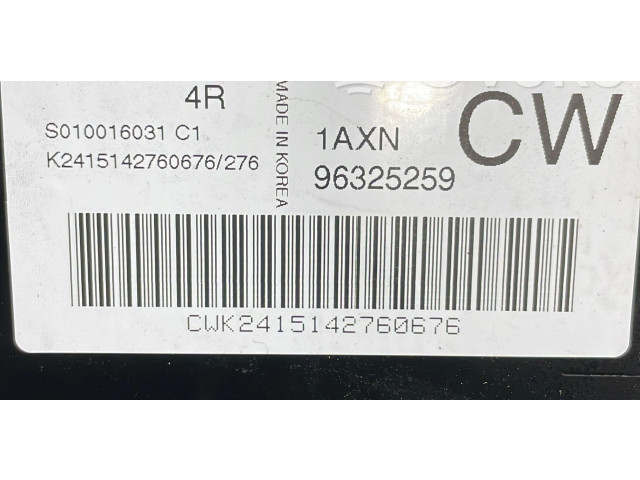 4R
CW
S010016031 C1
1AXN
K2415142760676/276
96325259
MADE IN KOREA
CWK2415142760676